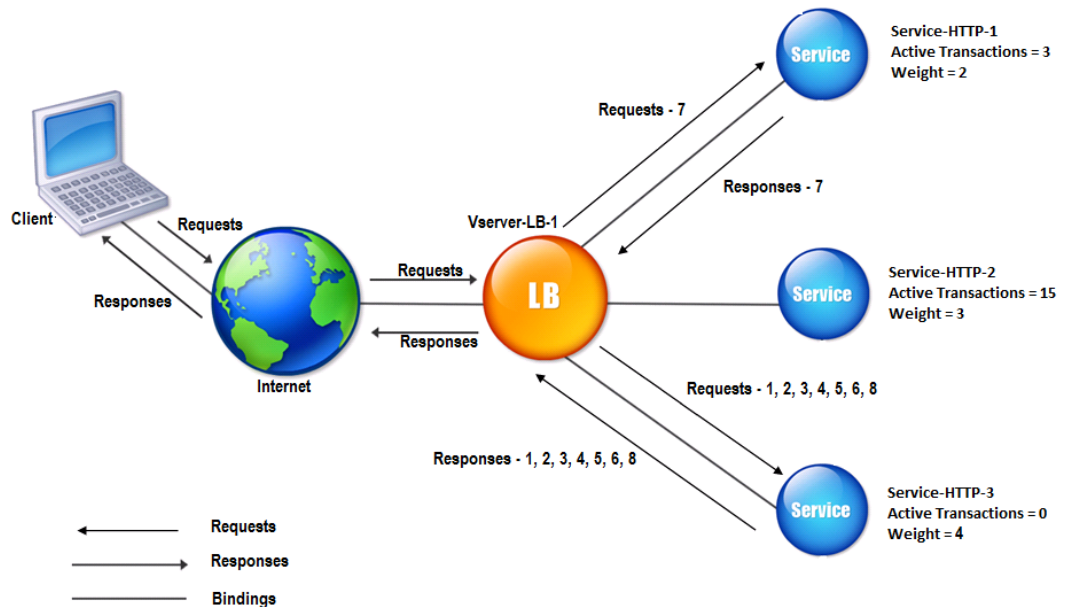 Service
Service-HTTP-1
Active Transactions = 3
Weight = 2
Requests - 7
Responses - 7
Client
Requests
Responses
Internet
Requests
Responses
Vserver-LB-1
LB
Service
Service-HTTP-2
Active Transactions = 15
Weight = 3
Requests - 1, 2, 3, 4, 5, 6, 8
Responses - 1, 2, 3, 4, 5, 6, 8
Service
Service-HTTP-3
Active Transactions = 0
Weight = 4
Requests
Responses
Bindings